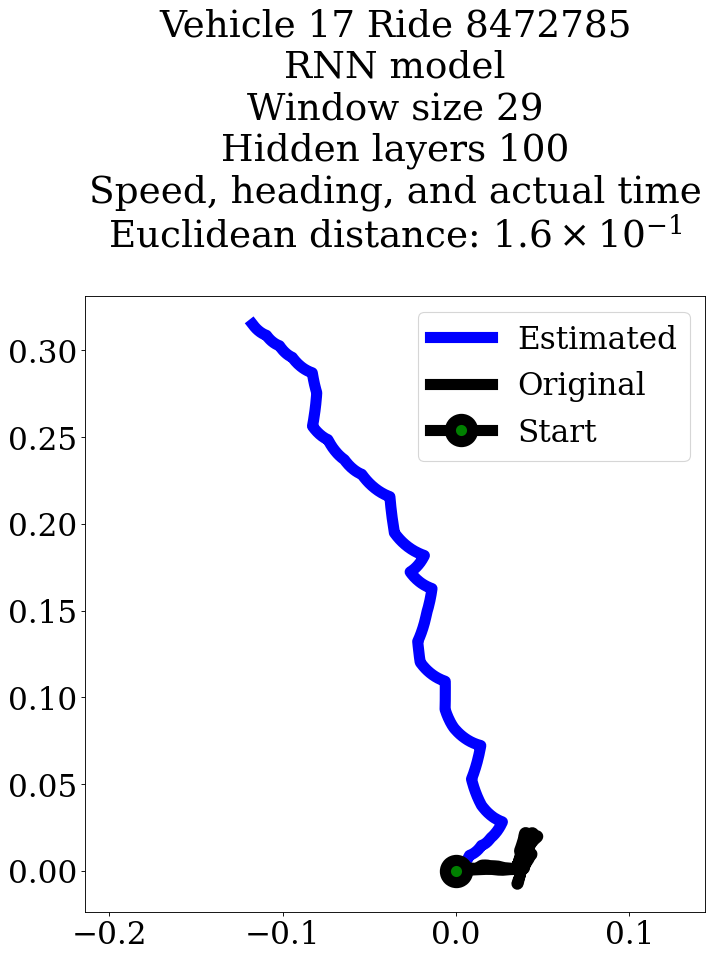 Vehicle 17 Ride 8472785
RNN model
Window size 29
Hidden layers 100
Speed, heading, and actual time
Euclidean distance: 1.6 × 10⁻¹
Estimated
Original
Start
0.30
0.25
0.20
0.15
0.10
0.05
0.00
−0.2 −0.1 0.0 0.1